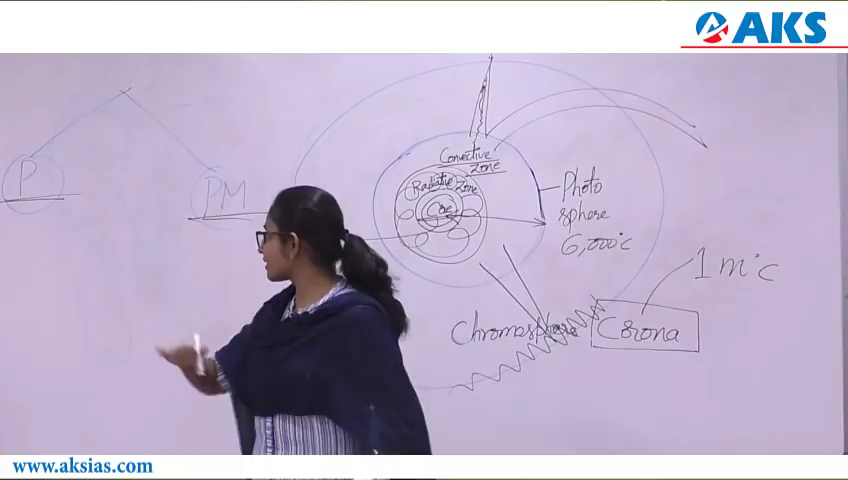 AKS
P
PM
Convective
Zone
Radiative Zone
Core
Photo
sphere
6,000°c
1 m°c
Chromosphere
Corona
www.aksias.com